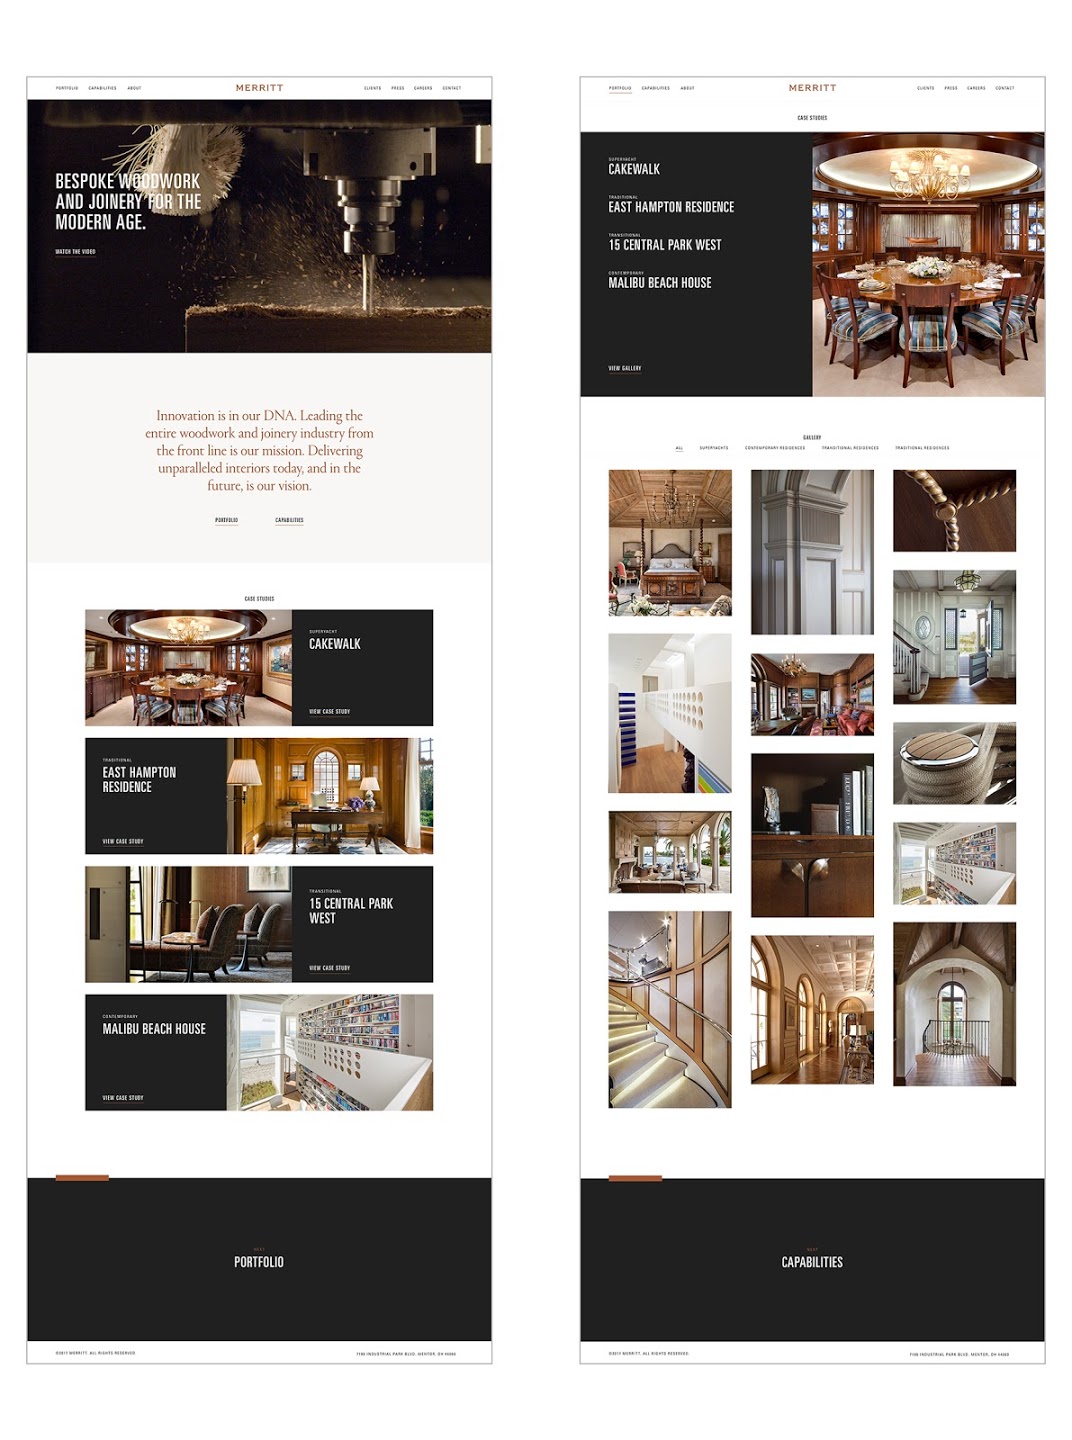 PORTFOLIO CAPABILITIES ABOUT MERRITT CLIENTS PRESS CAREERS CONTACT
BESPOKE WOODWORK
AND JOINERY FOR THE
MODERN AGE.
WATCH THE VIDEO
Innovation is in our DNA. Leading the
entire woodwork and joinery industry from
the front line is our mission. Delivering
unparalleled interiors today, and in the
future, is our vision.
PORTFOLIO CAPABILITIES
CASE STUDIES
SUPERYACHT
CAKEWALK
VIEW CASE STUDY
TRADITIONAL
EAST HAMPTON
RESIDENCE
VIEW CASE STUDY
TRANSITIONAL
15 CENTRAL PARK
WEST
VIEW CASE STUDY
CONTEMPORARY
MALIBU BEACH HOUSE
VIEW CASE STUDY
NEXT
PORTFOLIO
©2017 MERRITT. ALL RIGHTS RESERVED. INDUSTRIAL PARK BLVD. MENTOR, OH 44060
PORTFOLIO CAPABILITIES ABOUT MERRITT CLIENTS PRESS CAREERS CONTACT
CASE STUDIES
SUPERYACHT
CAKEWALK
TRADITIONAL
EAST HAMPTON RESIDENCE
TRANSITIONAL
15 CENTRAL PARK WEST
CONTEMPORARY
MALIBU BEACH HOUSE
VIEW GALLERY
GALLERY
ALL SUPERYACHTS CONTEMPORARY RESIDENCES TRANSITIONAL RESIDENCES TRADITIONAL RESIDENCES
NEXT
CAPABILITIES
©2017 MERRITT. ALL RIGHTS RESERVED. INDUSTRIAL PARK BLVD. MENTOR, OH 44060